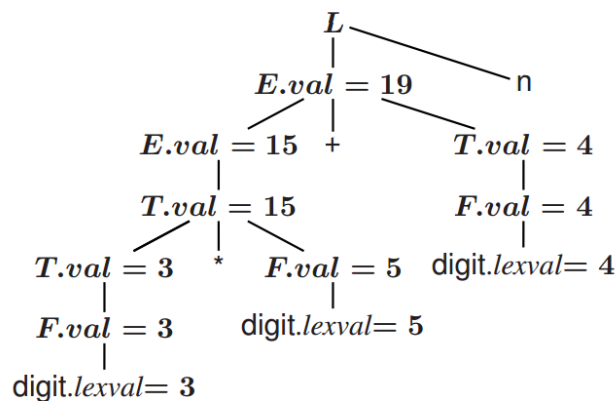 L
E.val = 19 n
E.val = 15 + T.val = 4
T.val = 15 F.val = 4
T.val = 3 * F.val = 5 digit.lexval= 4
F.val = 3 digit.lexval= 5
digit.lexval= 3